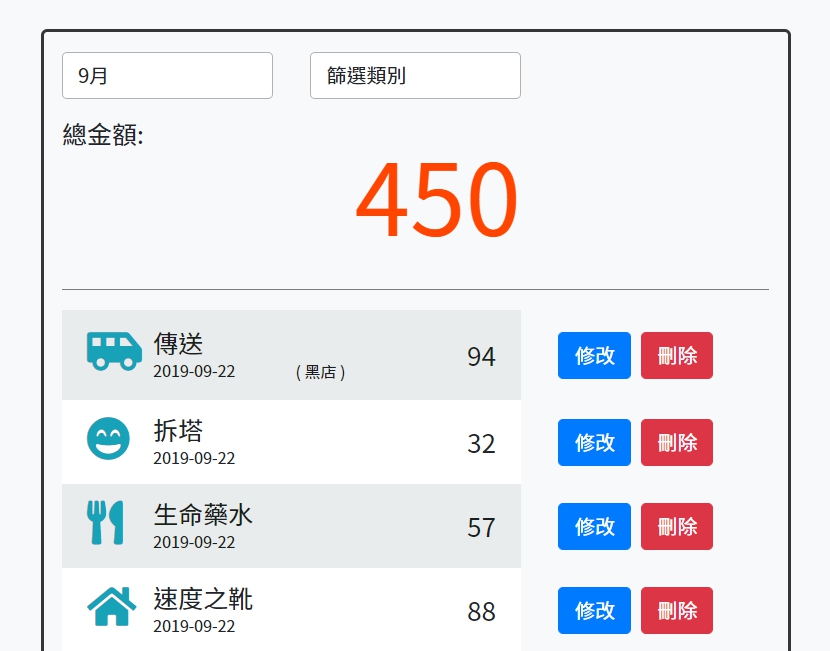 9月 篩選類別
總金額:
450
傳送 94 修改 刪除
2019-09-22 ( 黑店 )
拆塔 32 修改 刪除
2019-09-22
生命藥水 57 修改 刪除
2019-09-22
速度之靴 88 修改 刪除
2019-09-22